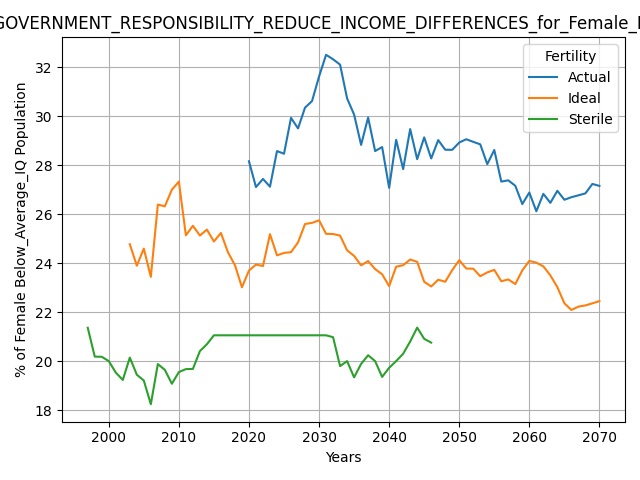 GOVERNMENT_RESPONSIBILITY_REDUCE_INCOME_DIFFERENCES_for_Female_
Fertility
Actual
Ideal
Sterile
% of Female Below_Average_IQ Population
32
30
28
26
24
22
20
18
2000
2010
2020
2030
2040
2050
2060
2070
Years